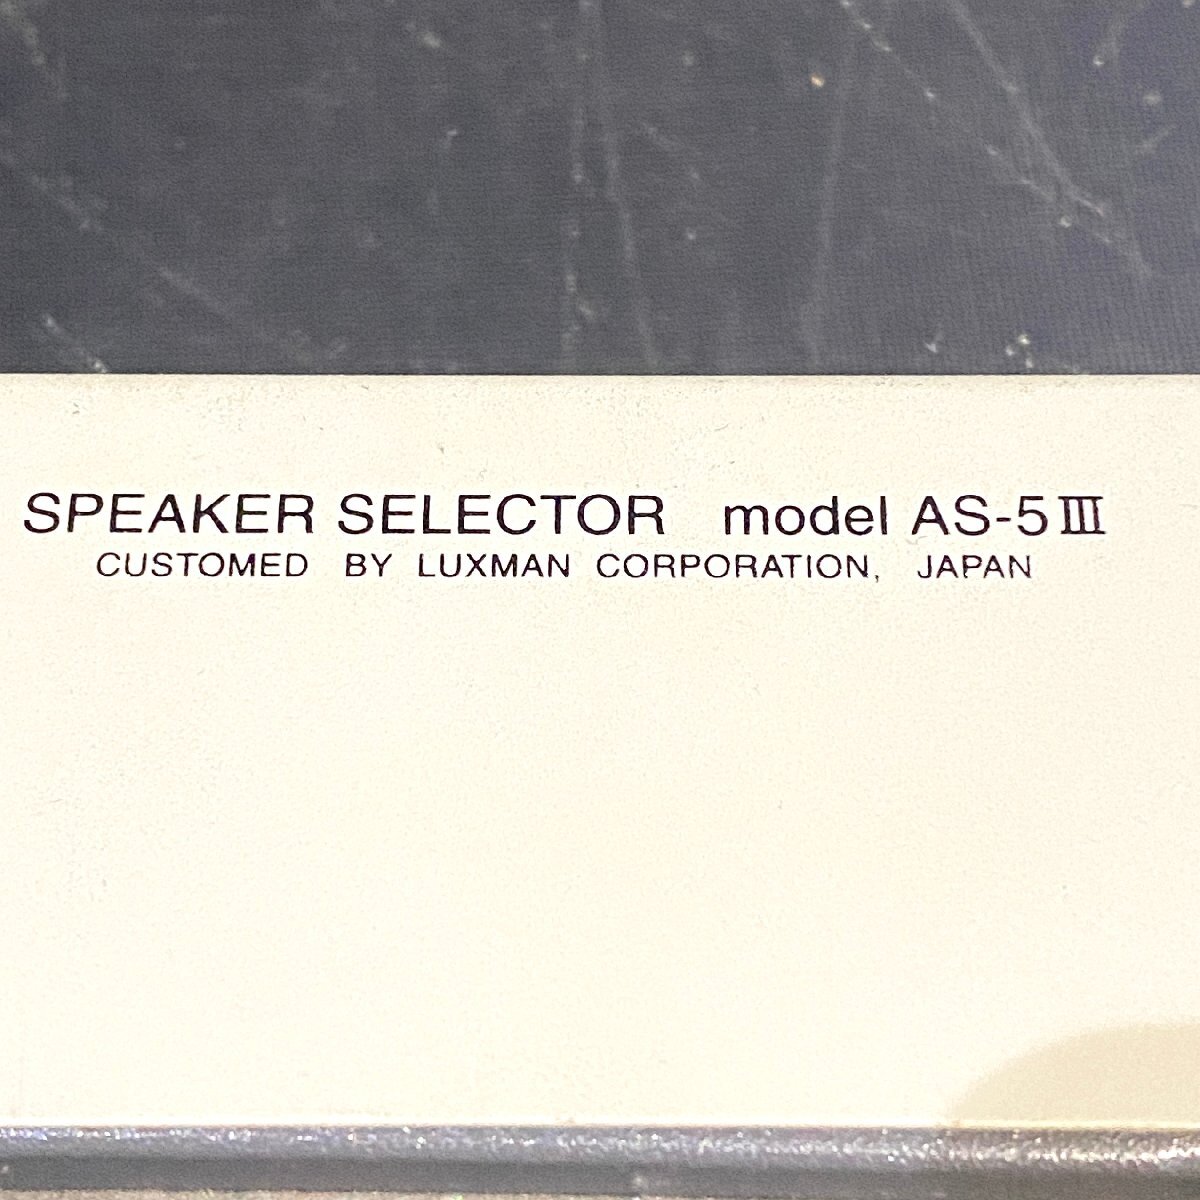 SPEAKER SELECTOR model AS-5Ⅲ
CUSTOMED BY LUXMAN CORPORATION, JAPAN